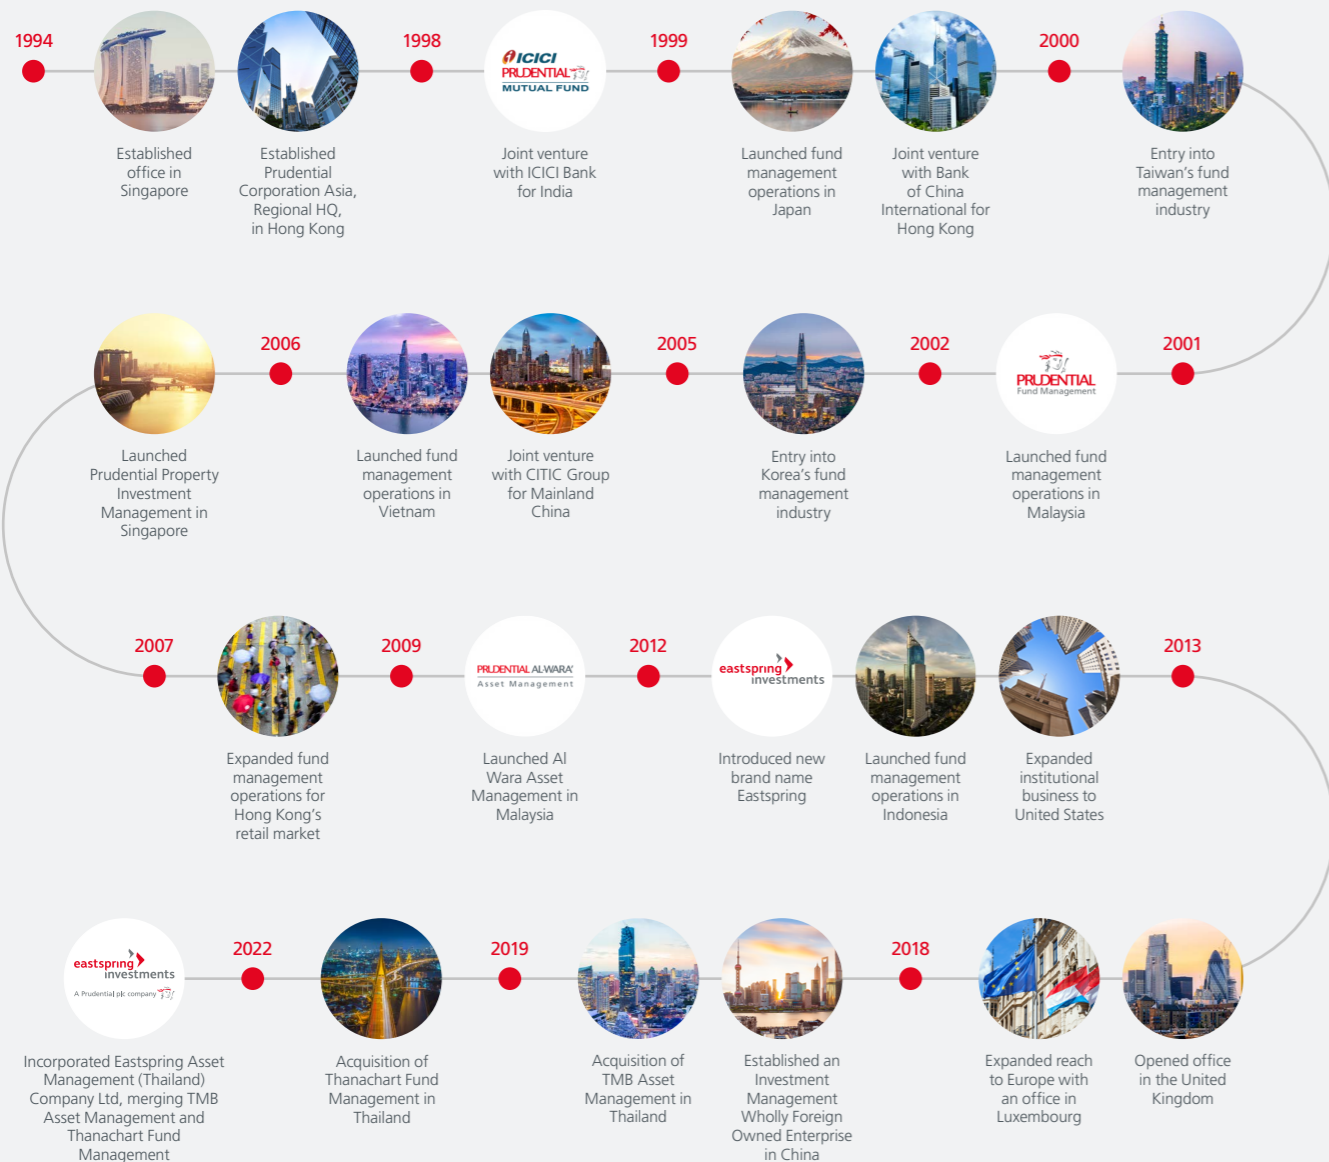 1994
Established
office in
Singapore
Established
Prudential
Corporation Asia,
Regional HQ,
in Hong Kong
1998
ICICI
PRUDENTIAL
MUTUAL FUND
Joint venture
with ICICI Bank
for India
1999
Launched fund
management
operations in
Japan
Joint venture
with Bank
of China
International for
Hong Kong
2000
Entry into
Taiwan's fund
management
industry
2001
PRUDENTIAL
Fund Management
Launched fund
management
operations in
Malaysia
2002
Entry into
Korea's fund
management
industry
2005
Joint venture
with CITIC Group
for Mainland
China
Launched fund
management
operations in
Vietnam
2006
Launched
Prudential Property
Investment
Management in
Singapore
2007
Expanded fund
management
operations for
Hong Kong's
retail market
2009
PRUDENTIAL AL-WARA'
Asset Management
Launched Al
Wara Asset
Management in
Malaysia
2012
eastspring
investments
Introduced new
brand name
Eastspring
Launched fund
management
operations in
Indonesia
Expanded
institutional
business to
United States
2013
Opened office
in the United
Kingdom
Expanded reach
to Europe with
an office in
Luxembourg
2018
Established an
Investment
Management
Wholly Foreign
Owned Enterprise
in China
Acquisition of
TMB Asset
Management in
Thailand
2019
Acquisition of
Thanachart Fund
Management in
Thailand
2022
eastspring
investments
A Prudential plc company
Incorporated Eastspring Asset
Management (Thailand)
Company Ltd, merging TMB
Asset Management and
Thanachart Fund
Management